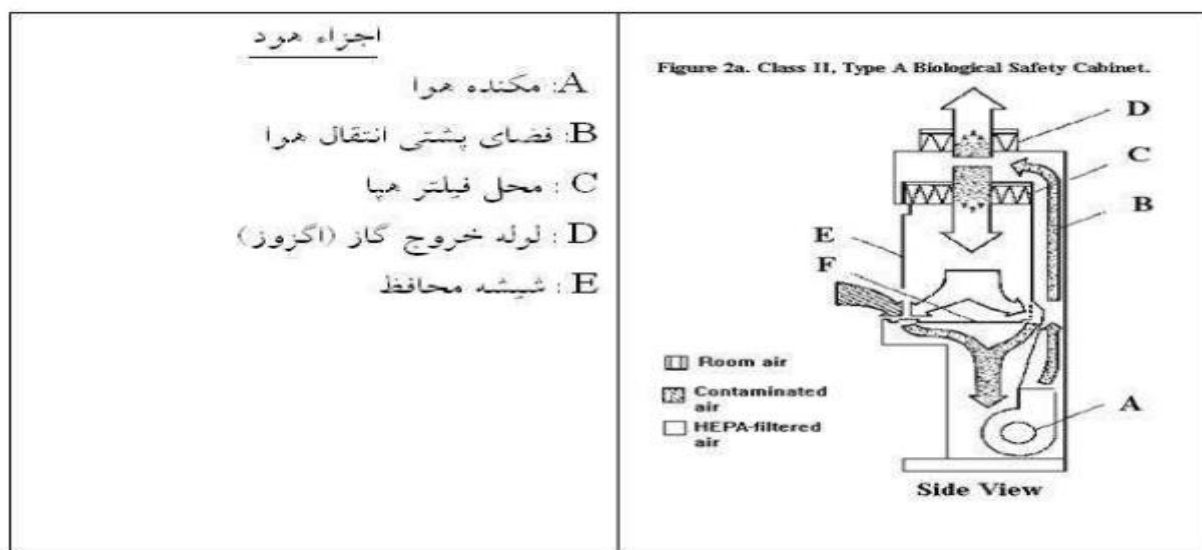 اجزاء هود
A: مکنده هوا
B: فضای پشتی انتقال هوا
C : محل فیلتر هپا
D : لوله خروج گاز (اگزوز)
E : شیشه محافظ
Figure 2a. Class II, Type A Biological Safety Cabinet.
D
C
B
E
F
Room air
Contaminated
air
HEPA-filtered
air
A
Side View